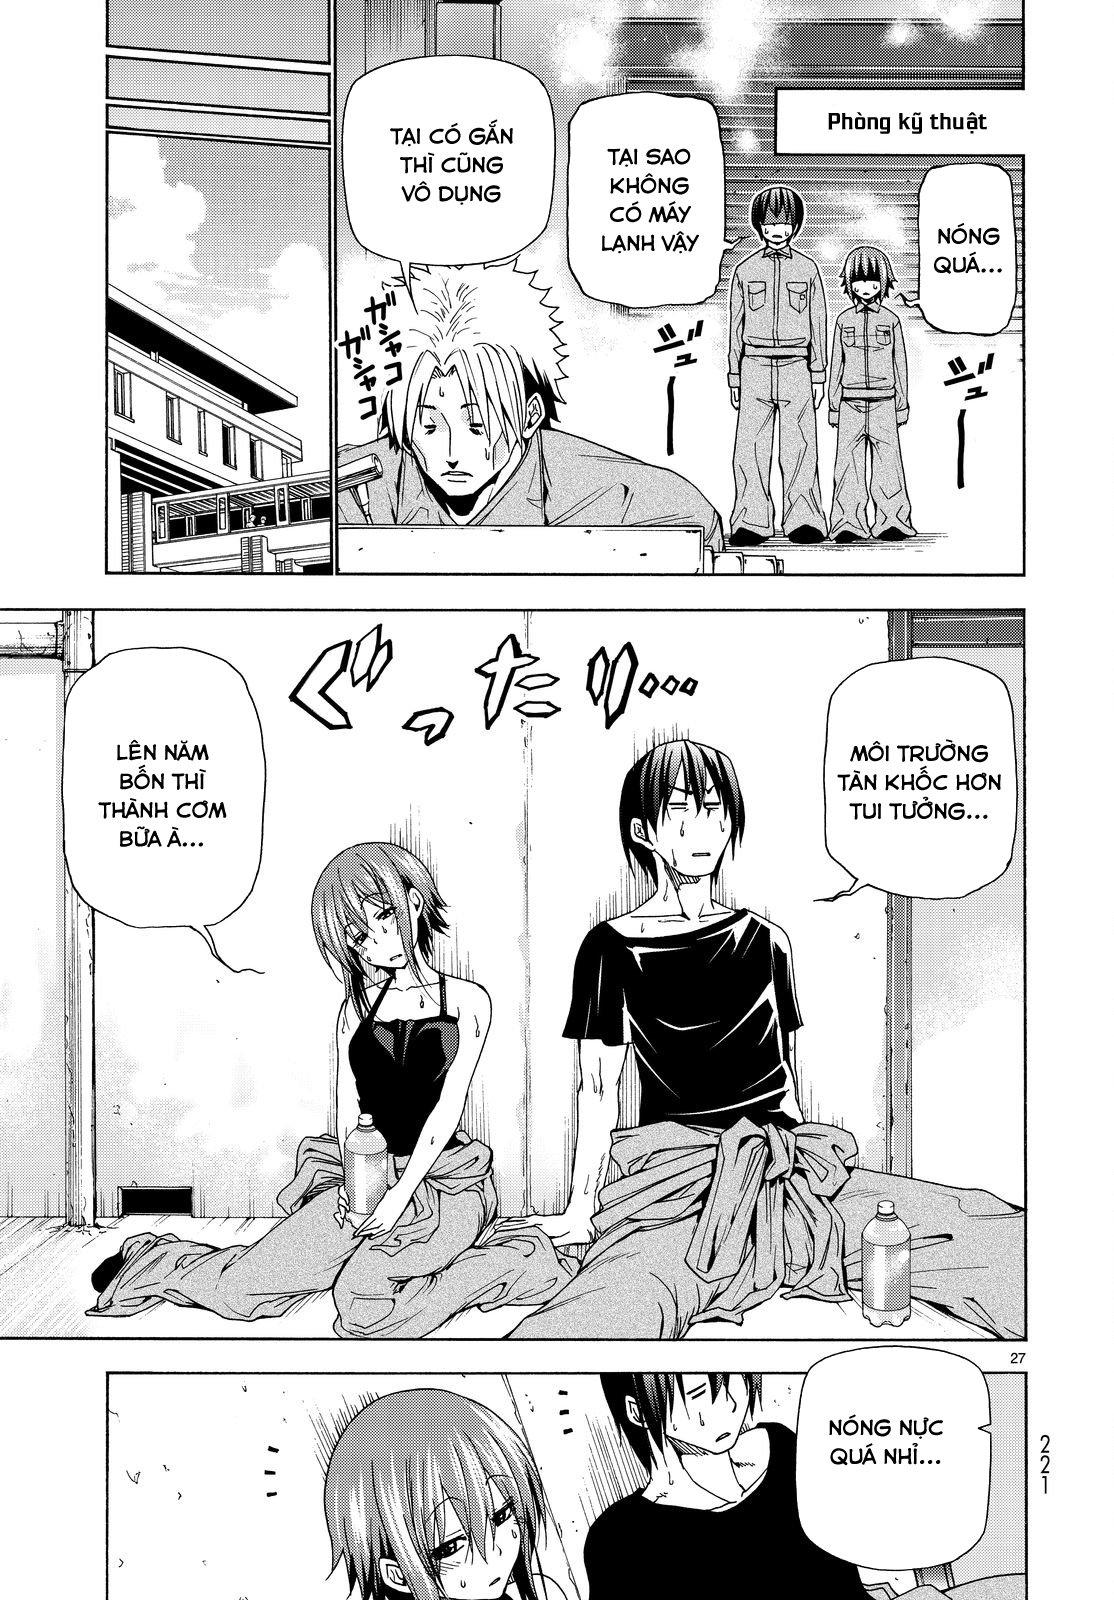 Phòng kỹ thuật
NÓNG
QUÁ...
TẠI SAO
KHÔNG
CÓ MÁY
LẠNH VẬY
TẠI CÓ GẮN
THÌ CŨNG
VÔ DỤNG
ジュー
ジュー
ガシャコ
ガシャコ
ぐったり...
MÔI TRƯỜNG
TÀN KHỐC HƠN
TUI TƯỞNG...
LÊN NĂM
BỐN THÌ
THÀNH CƠM
BỮA À...
27
NÓNG NỰC
QUÁ NHỈ...
221